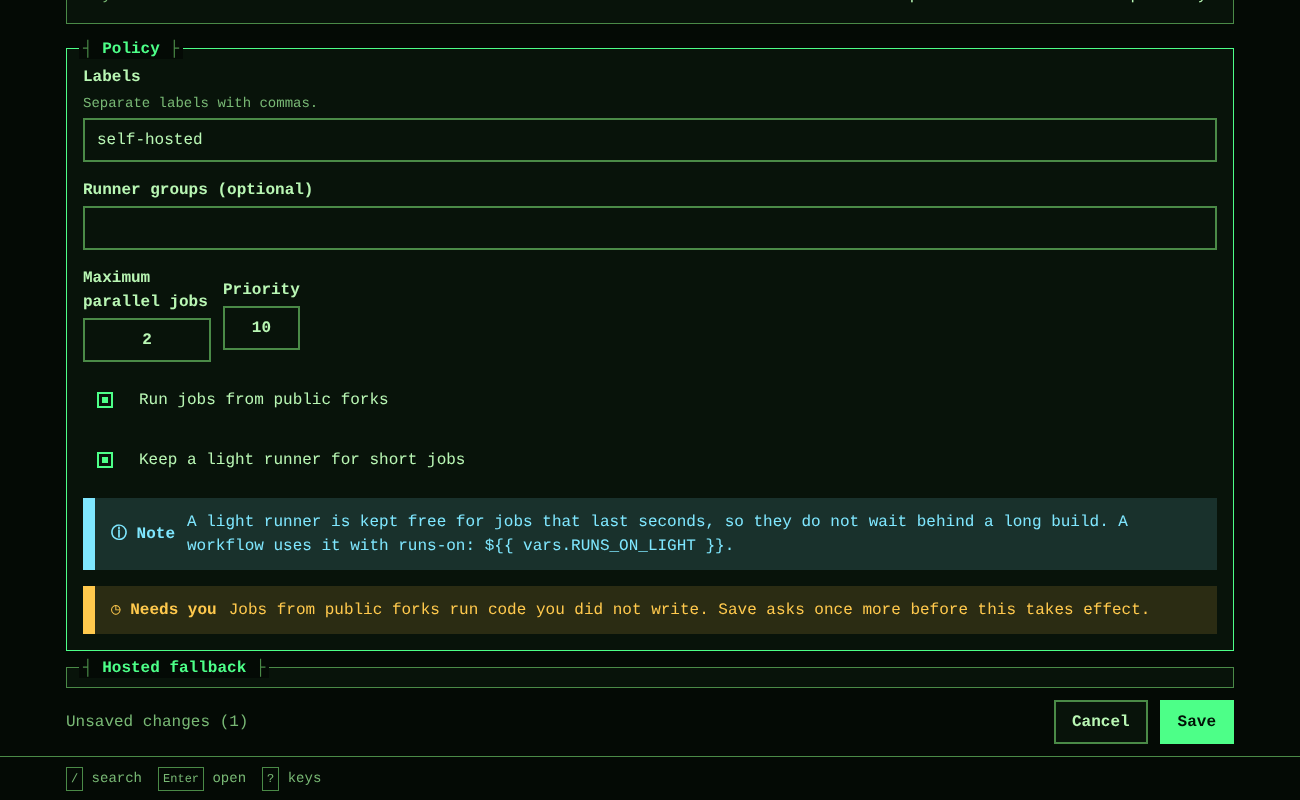 Policy
Labels
Separate labels with commas.
self-hosted
Runner groups (optional)
Maximum
parallel jobs
Priority
2
10
Run jobs from public forks
Keep a light runner for short jobs
ⓘ Note A light runner is kept free for jobs that last seconds, so they do not wait behind a long build. A
workflow uses it with runs-on: ${{ vars.RUNS_ON_LIGHT }}.
◷ Needs you Jobs from public forks run code you did not write. Save asks once more before this takes effect.
Hosted fallback
Unsaved changes (1)
Cancel
Save
/ search Enter open ? keys